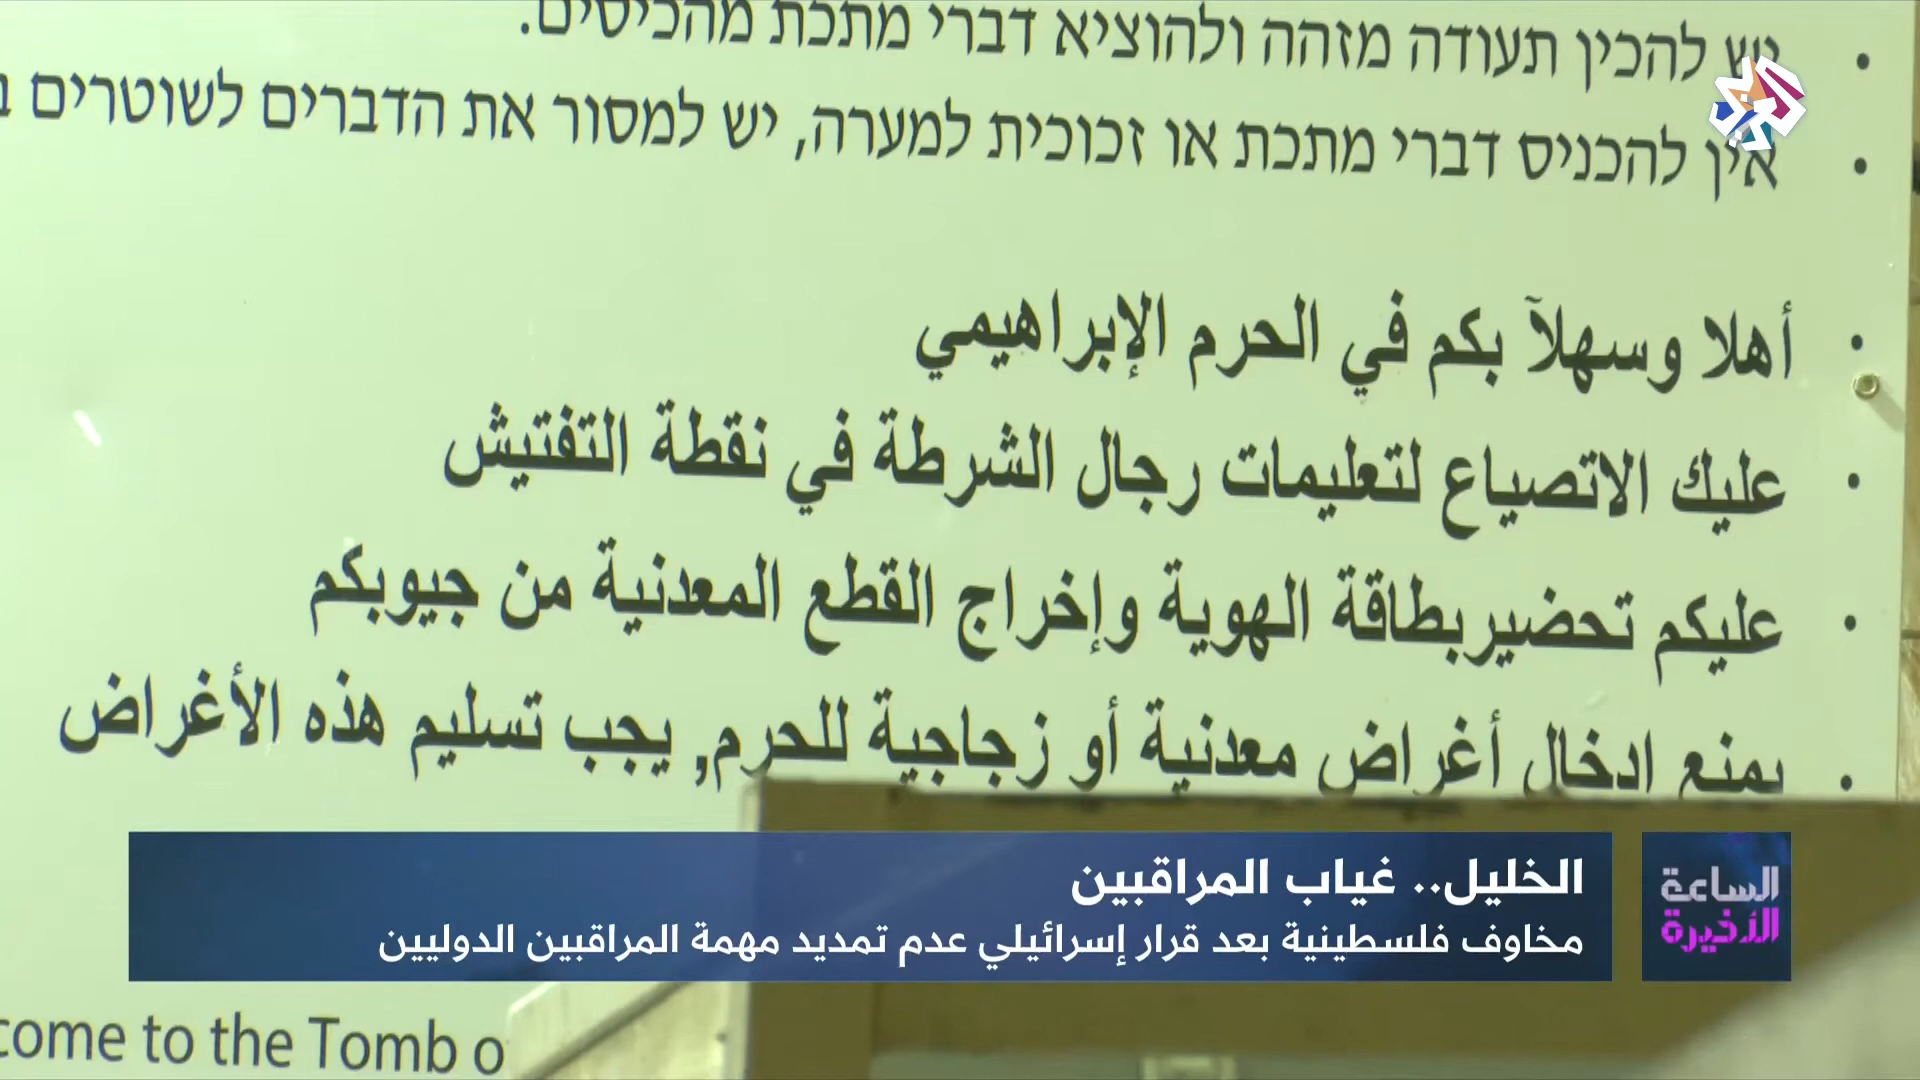 יש להכין תעודה מזהה ולהוציא דברי מתכת מהכיסים.
אין להכניס דברי מתכת או זכוכית למערה, יש למסור את הדברים לשוטרים
أهلا وسهلآ بكم في الحرم الإبراهيمي
عليك الاتصياع لتعليمات رجال الشرطة في نقطة التفتيش
عليكم تحضيربطاقة الهوية وإخراج القطع المعدنية من جيوبكم
يمنع ادخال أغراض معدنية أو زجاجية للحرم, يجب تسليم هذه الأغراض
الساعة
الأخيرة
الخليل.. غياب المراقبين
مخاوف فلسطينية بعد قرار إسرائيلي عدم تمديد مهمة المراقبين الدوليين
come to the Tomb o